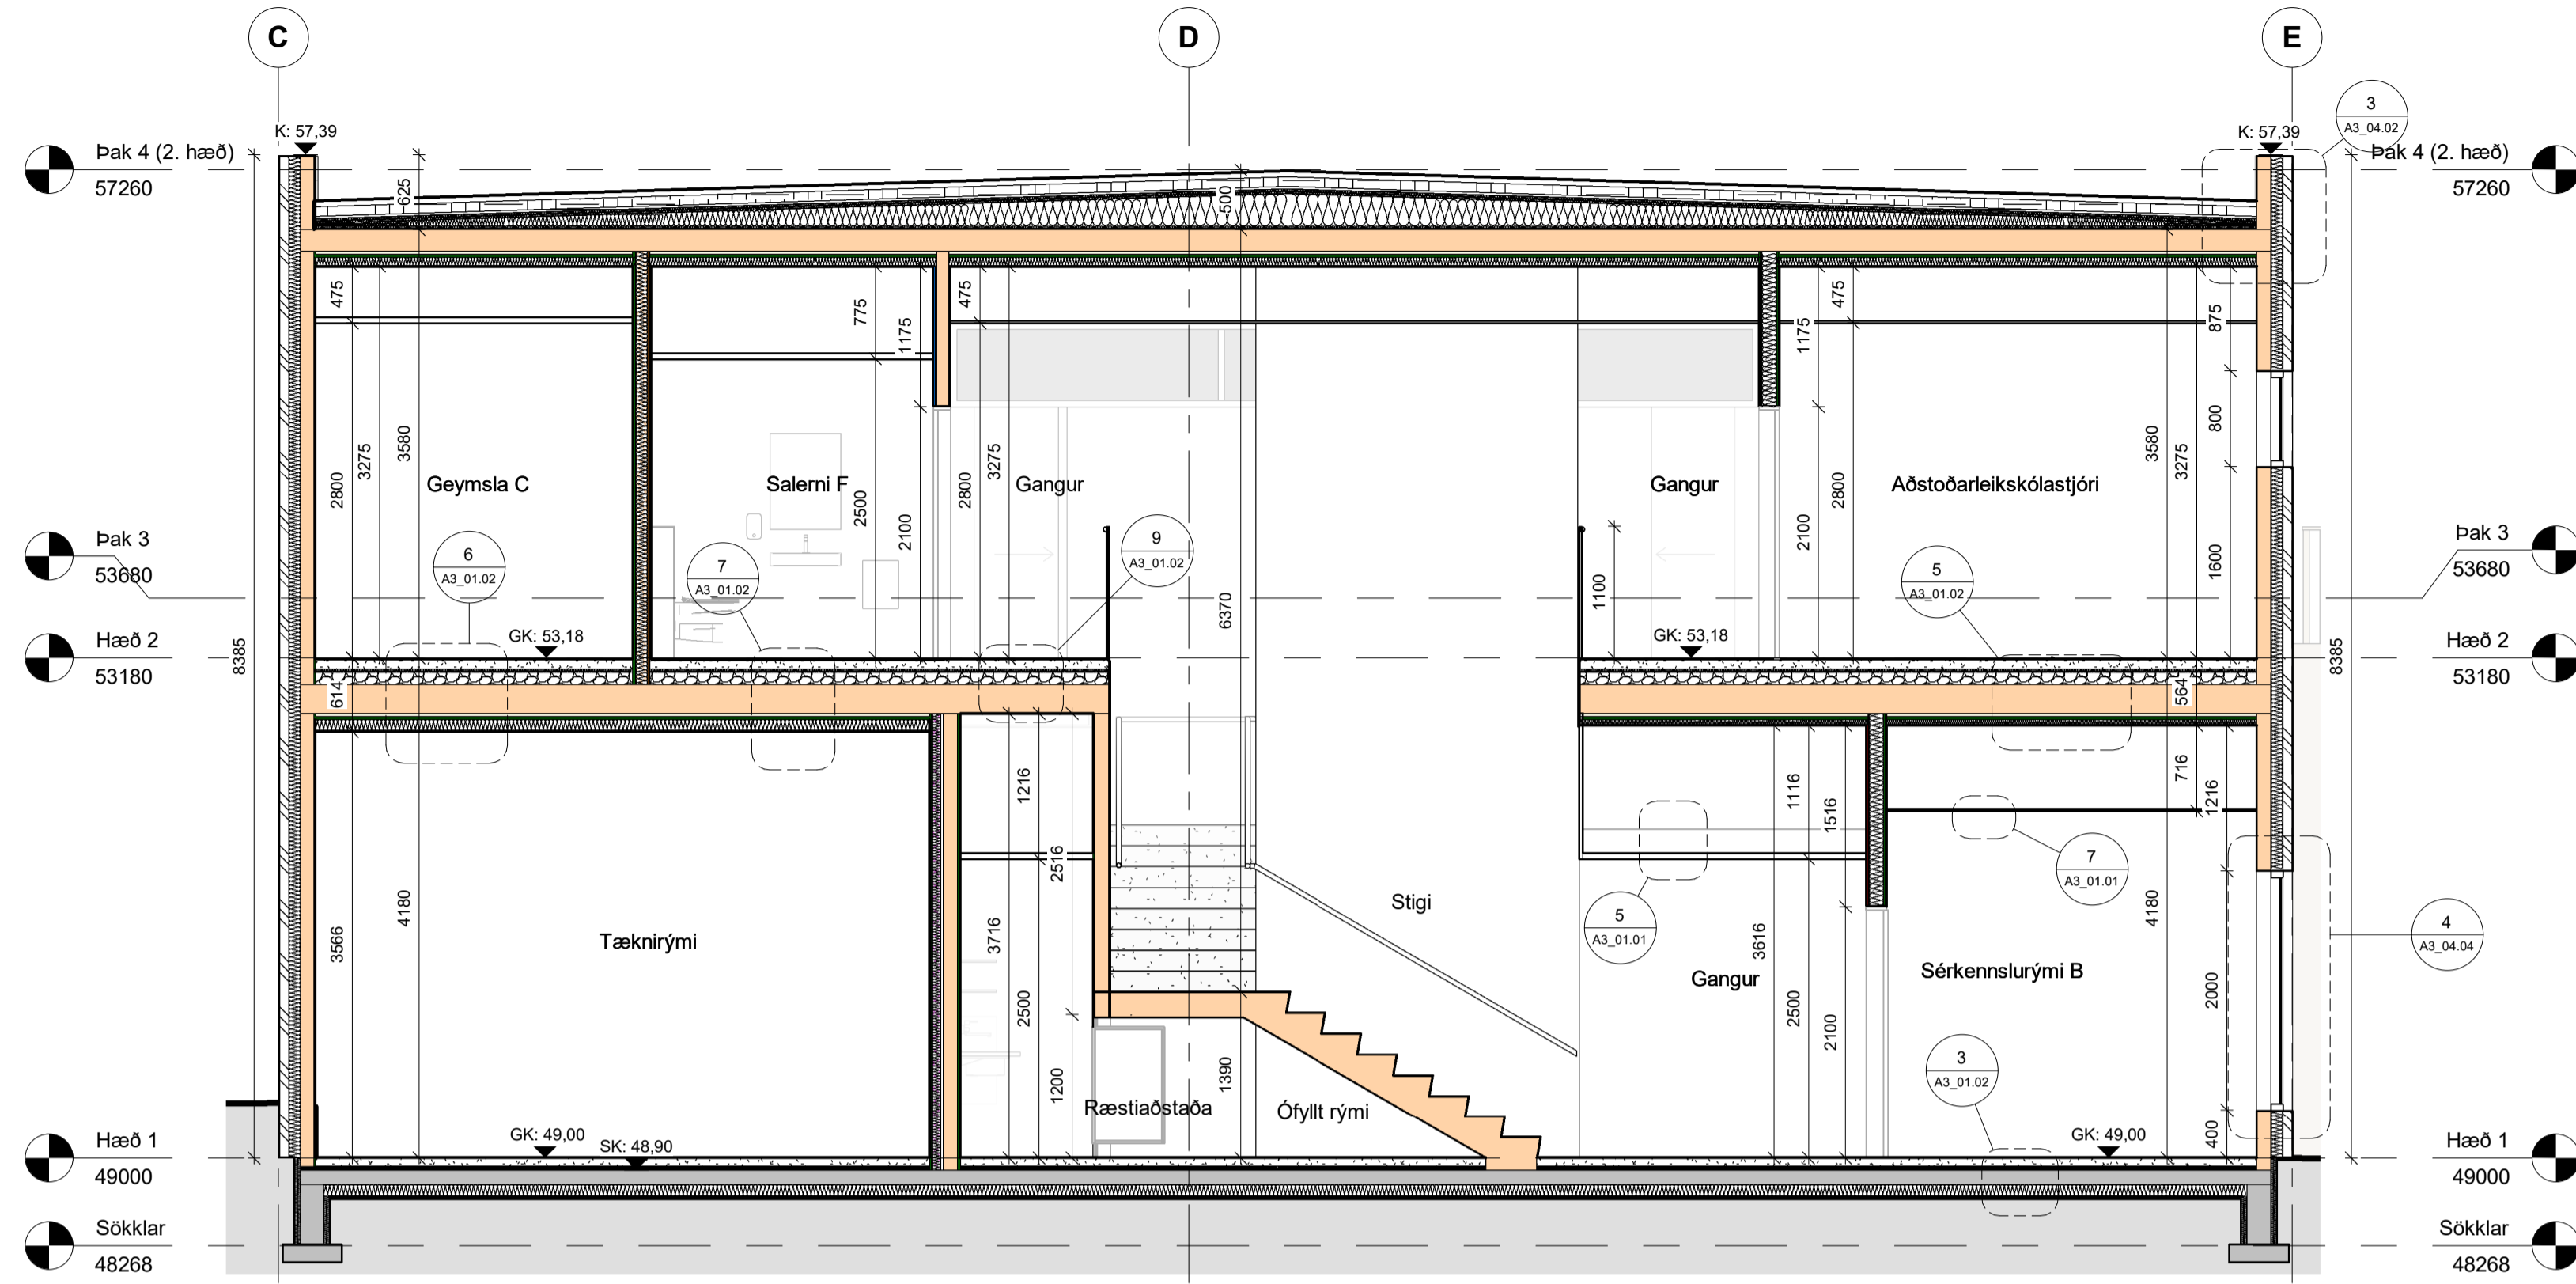 C
D
E
3
A3_04.02
K: 57,39
K: 57,39
Þak 4 (2. hæð)
57260
Þak 4 (2. hæð)
57260
625
500
475
775
1175
475
1175
475
875
2800
3275
3580
Geymsla C
Salerni F
2500
2100
2800
3275
Gangur
Gangur
2100
2800
Aðstoðarleikskólastjóri
3580
3275
800
1600
Þak 3
53680
Þak 3
53680
6
A3_01.02
7
A3_01.02
9
A3_01.02
5
A3_01.02
1100
6370
Hæð 2
53180
Hæð 2
53180
GK: 53,18
GK: 53,18
8385
8385
614
564
1216
2516
1116
1516
716
1216
Stigi
5
A3_01.01
7
A3_01.01
4
A3_04.04
3566
4180
Tæknirými
3716
2500
1200
1390
Gangur
3616
2500
2100
Sérkennslurými B
4180
2000
400
3
A3_01.02
Ræstiaðstaða
Ófyllt rými
Hæð 1
49000
Hæð 1
49000
GK: 49,00
SK: 48,90
GK: 49,00
Sökklar
48268
Sökklar
48268